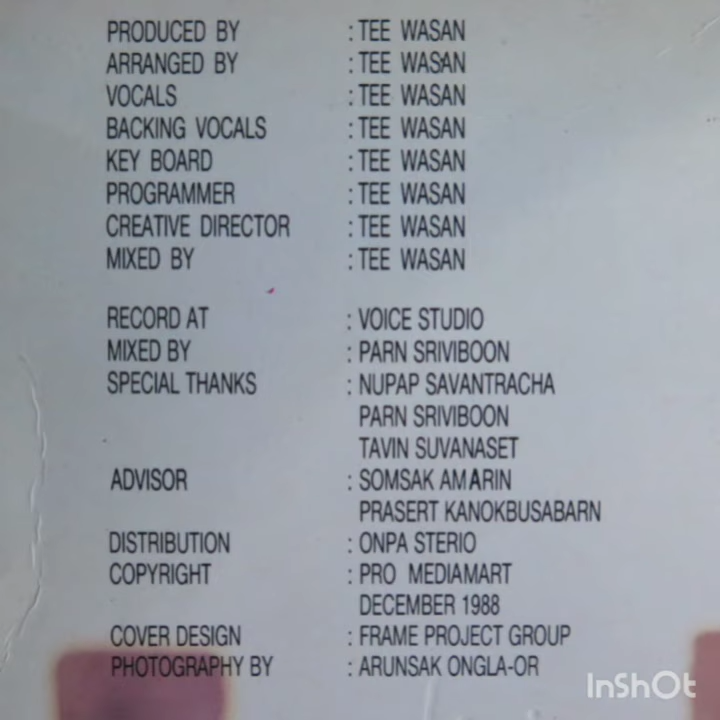 PRODUCED BY : TEE WASAN
ARRANGED BY : TEE WASAN
VOCALS : TEE WASAN
BACKING VOCALS : TEE WASAN
KEY BOARD : TEE WASAN
PROGRAMMER : TEE WASAN
CREATIVE DIRECTOR : TEE WASAN
MIXED BY : TEE WASAN
RECORD AT : VOICE STUDIO
MIXED BY : PARN SRIVIBOON
SPECIAL THANKS : NUPAP SAVANTRACHA
PARN SRIVIBOON
TAVIN SUVANASET
ADVISOR : SOMSAK AMARIN
PRASERT KANOKBUSABARN
DISTRIBUTION : ONPA STERIO
COPYRIGHT : PRO MEDIAMART
DECEMBER 1988
COVER DESIGN : FRAME PROJECT GROUP
PHOTOGRAPHY BY : ARUNSAK ONGLA-OR
InShOt